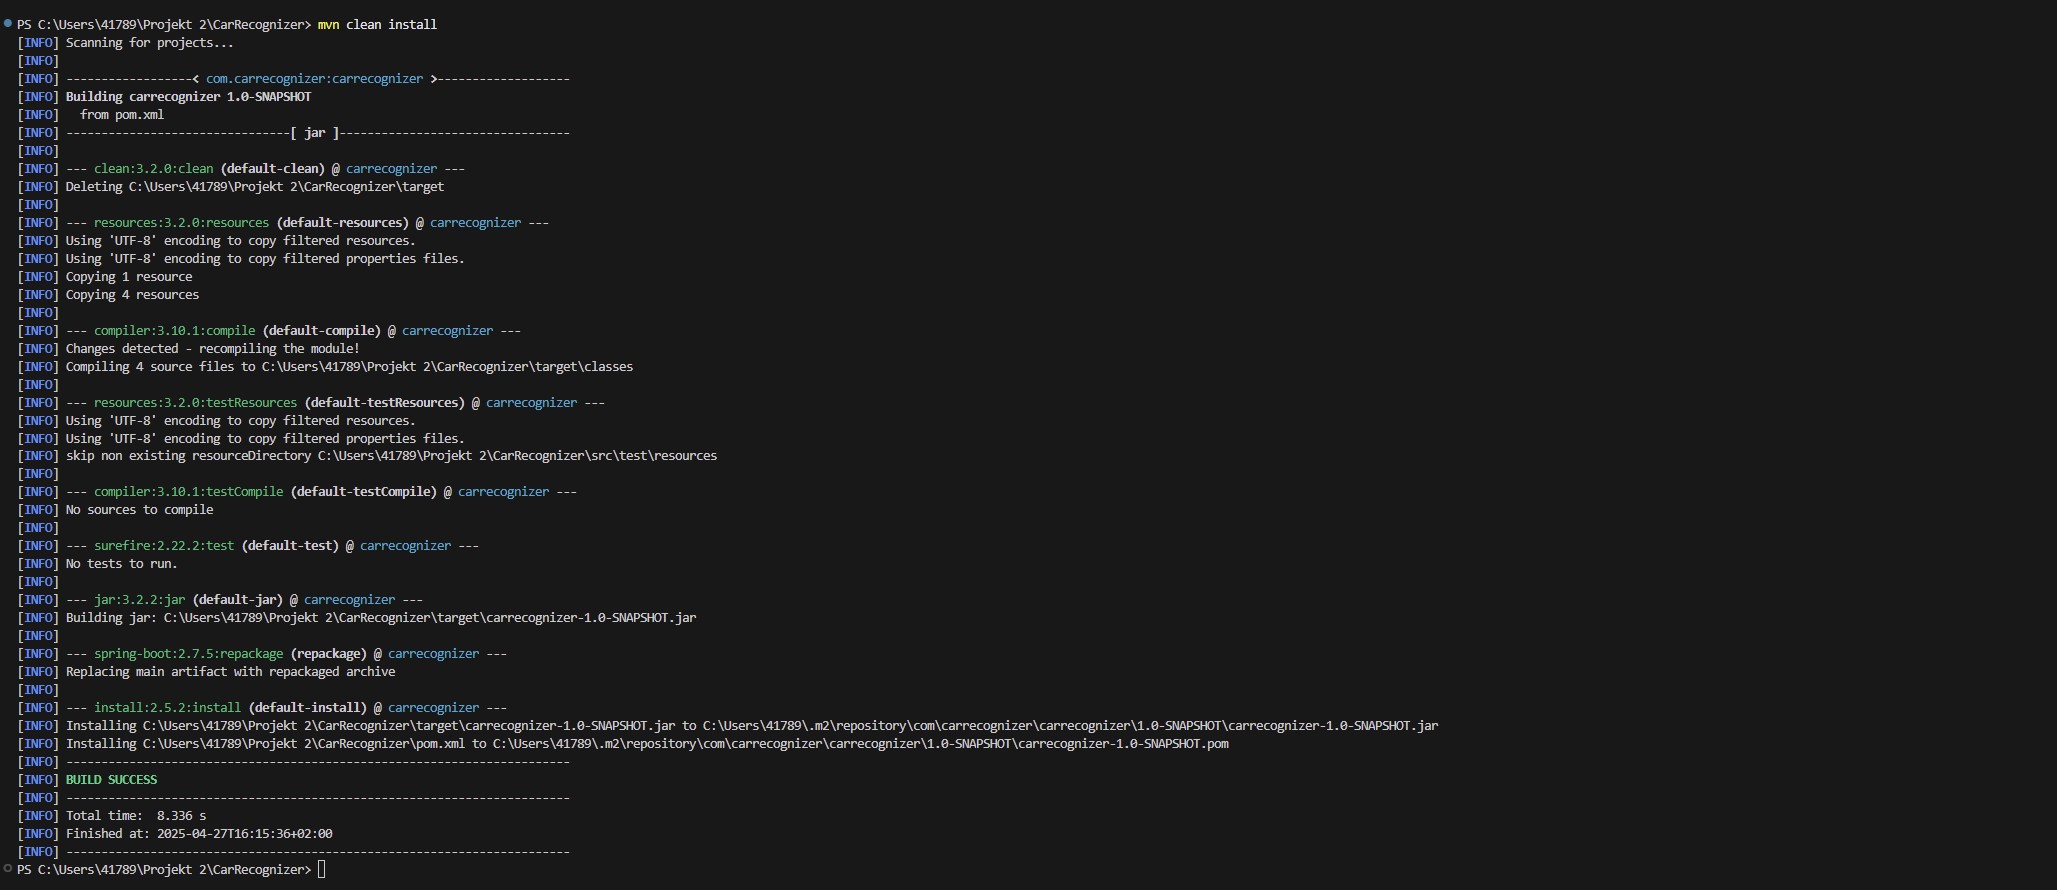 PS C:\Users\41789\Projekt 2\CarRecognizer> mvn clean install
[INFO] Scanning for projects...
[INFO]
[INFO] ------------------< com.carrecognizer:carrecognizer >-------------------
[INFO] Building carrecognizer 1.0-SNAPSHOT
[INFO]   from pom.xml
[INFO] --------------------------------[ jar ]---------------------------------
[INFO]
[INFO] --- clean:3.2.0:clean (default-clean) @ carrecognizer ---
[INFO] Deleting C:\Users\41789\Projekt 2\CarRecognizer\target
[INFO]
[INFO] --- resources:3.2.0:resources (default-resources) @ carrecognizer ---
[INFO] Using 'UTF-8' encoding to copy filtered resources.
[INFO] Using 'UTF-8' encoding to copy filtered properties files.
[INFO] Copying 1 resource
[INFO] Copying 4 resources
[INFO]
[INFO] --- compiler:3.10.1:compile (default-compile) @ carrecognizer ---
[INFO] Changes detected - recompiling the module!
[INFO] Compiling 4 source files to C:\Users\41789\Projekt 2\CarRecognizer\target\classes
[INFO]
[INFO] --- resources:3.2.0:testResources (default-testResources) @ carrecognizer ---
[INFO] Using 'UTF-8' encoding to copy filtered resources.
[INFO] Using 'UTF-8' encoding to copy filtered properties files.
[INFO] skip non existing resourceDirectory C:\Users\41789\Projekt 2\CarRecognizer\src\test\resources
[INFO]
[INFO] --- compiler:3.10.1:testCompile (default-testCompile) @ carrecognizer ---
[INFO] No sources to compile
[INFO]
[INFO] --- surefire:2.22.2:test (default-test) @ carrecognizer ---
[INFO] No tests to run.
[INFO]
[INFO] --- jar:3.2.2:jar (default-jar) @ carrecognizer ---
[INFO] Building jar: C:\Users\41789\Projekt 2\CarRecognizer\target\carrecognizer-1.0-SNAPSHOT.jar
[INFO]
[INFO] --- spring-boot:2.7.5:repackage (repackage) @ carrecognizer ---
[INFO] Replacing main artifact with repackaged archive
[INFO]
[INFO] --- install:2.5.2:install (default-install) @ carrecognizer ---
[INFO] Installing C:\Users\41789\Projekt 2\CarRecognizer\target\carrecognizer-1.0-SNAPSHOT.jar to C:\Users\41789\.m2\repository\com\carrecognizer\carrecognizer\1.0-SNAPSHOT\carrecognizer-1.0-SNAPSHOT.jar
[INFO] Installing C:\Users\41789\Projekt 2\CarRecognizer\pom.xml to C:\Users\41789\.m2\repository\com\carrecognizer\carrecognizer\1.0-SNAPSHOT\carrecognizer-1.0-SNAPSHOT.pom
[INFO] ------------------------------------------------------------------------
[INFO] BUILD SUCCESS
[INFO] ------------------------------------------------------------------------
[INFO] Total time:  8.336 s
[INFO] Finished at: 2025-04-27T16:15:36+02:00
[INFO] ------------------------------------------------------------------------
PS C:\Users\41789\Projekt 2\CarRecognizer>